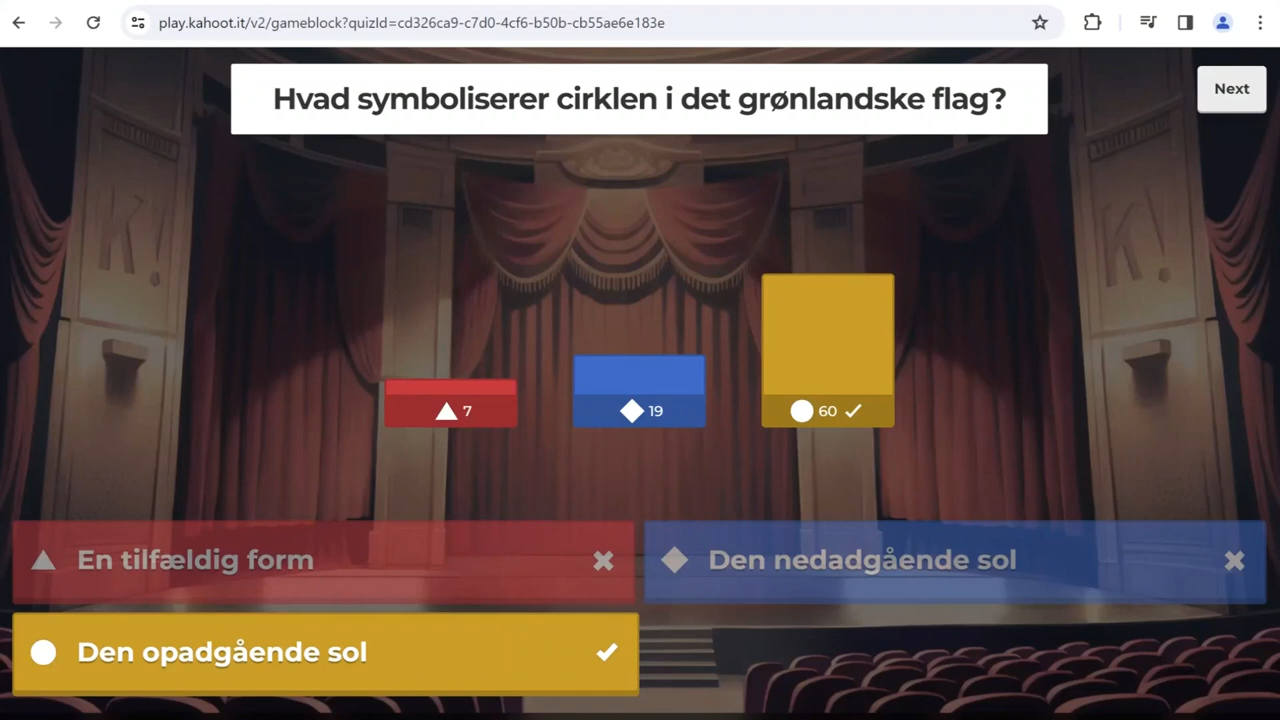 play.kahoot.it/v2/gameblock?quizId=cd326ca9-c7d0-4cf6-b50b-cb55ae6e183e
Hvad symboliserer cirklen i det grønlandske flag?
Next
K!
K!
7
19
60
En tilfældig form
Den nedadgående sol
Den opadgående sol